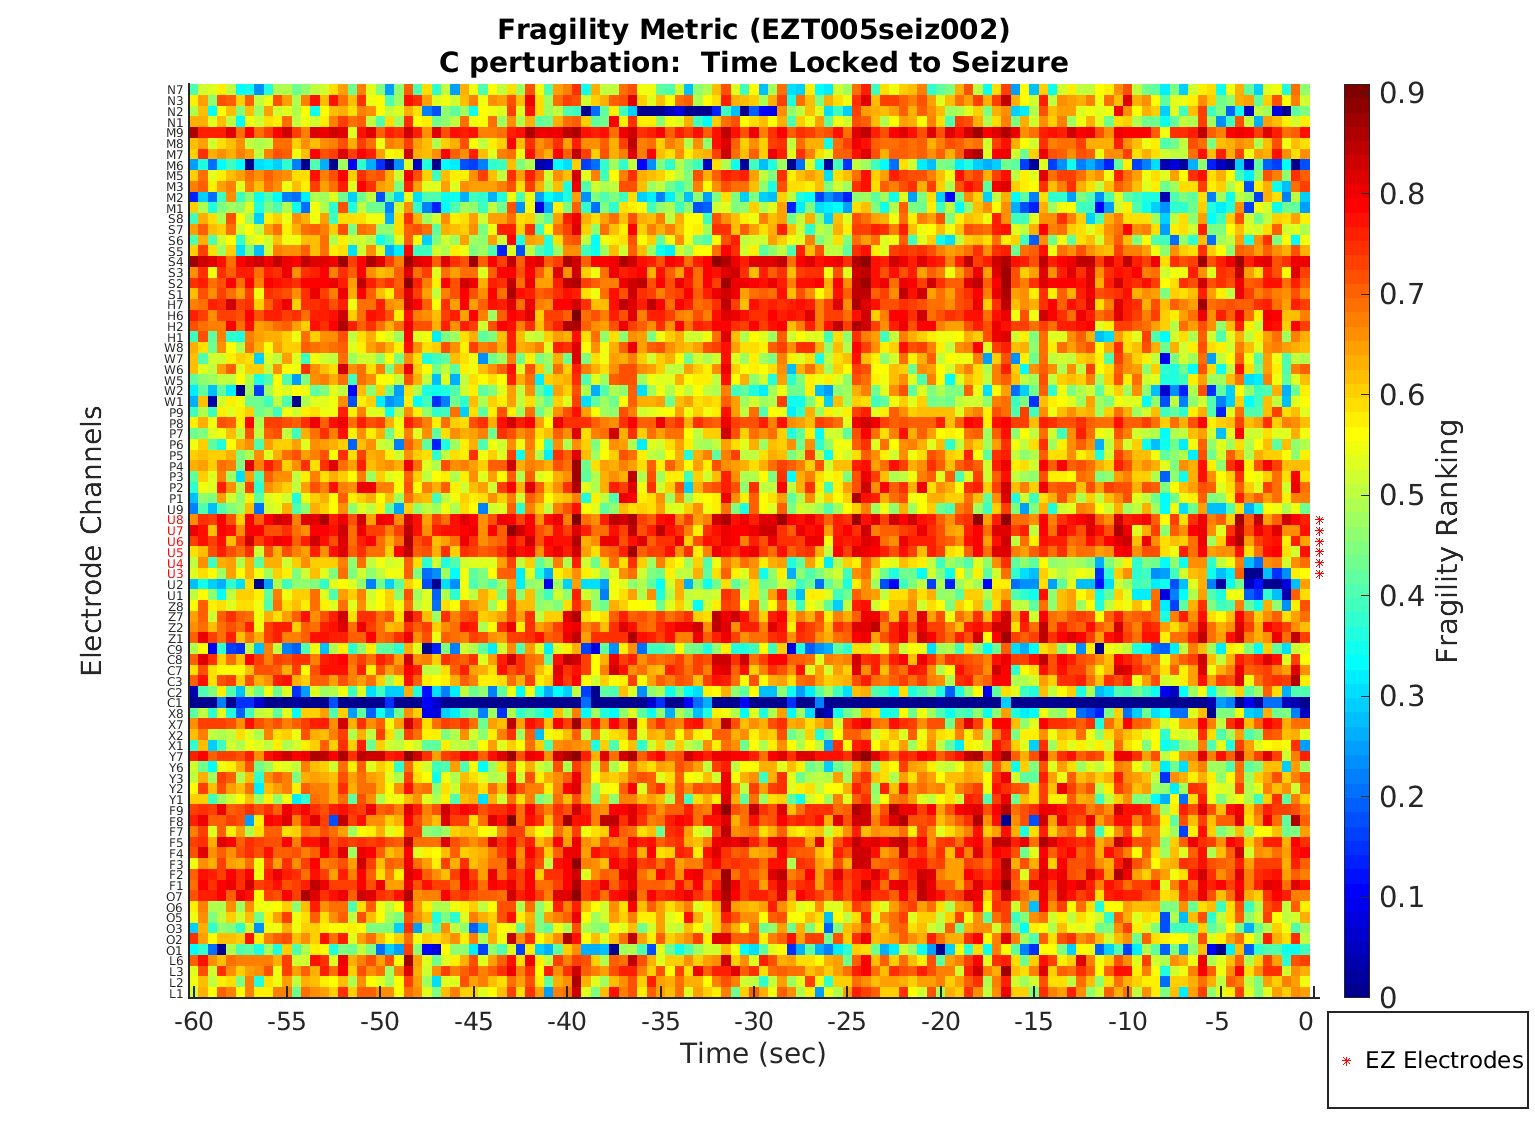 Fragility Metric (EZT005seiz002)
C perturbation:  Time Locked to Seizure
Electrode Channels
N7
N3
N2
N1
M9
M8
M7
M6
M5
M3
M2
M1
S8
S7
S6
S5
S4
S3
S2
S1
H7
H6
H2
H1
W8
W7
W6
W5
W2
W1
P9
P8
P7
P6
P5
P4
P3
P2
P1
U9
U8
U7
U6
U5
U4
U3
U2
U1
Z8
Z7
Z2
Z1
C9
C8
C7
C3
C2
C1
X8
X7
X2
X1
Y7
Y6
Y3
Y2
Y1
F9
F8
F7
F5
F4
F3
F2
F1
O7
O6
O5
O3
O2
O1
L6
L3
L2
L1
-60 -55 -50 -45 -40 -35 -30 -25 -20 -15 -10 -5 0
Time (sec)
0.9
0.8
0.7
0.6
0.5
0.4
0.3
0.2
0.1
0
Fragility Ranking
EZ Electrodes